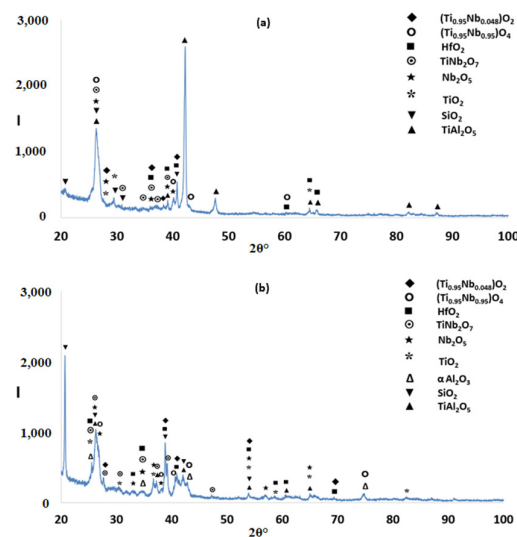 (a)
3,000
2,000
1,000
0
I
20 30 40 50 60 70 80 90 100
2θ°
(Ti0.95Nb0.048)O2
(Ti0.95Nb0.95)O4
HfO2
TiNb2O7
Nb2O5
TiO2
SiO2
TiAl2O5
(b)
3,000
2,000
1,000
0
I
20 30 40 50 60 70 80 90 100
2θ°
(Ti0.95Nb0.048)O2
(Ti0.95Nb0.95)O4
HfO2
TiNb2O7
Nb2O5
TiO2
αAl2O3
SiO2
TiAl2O5